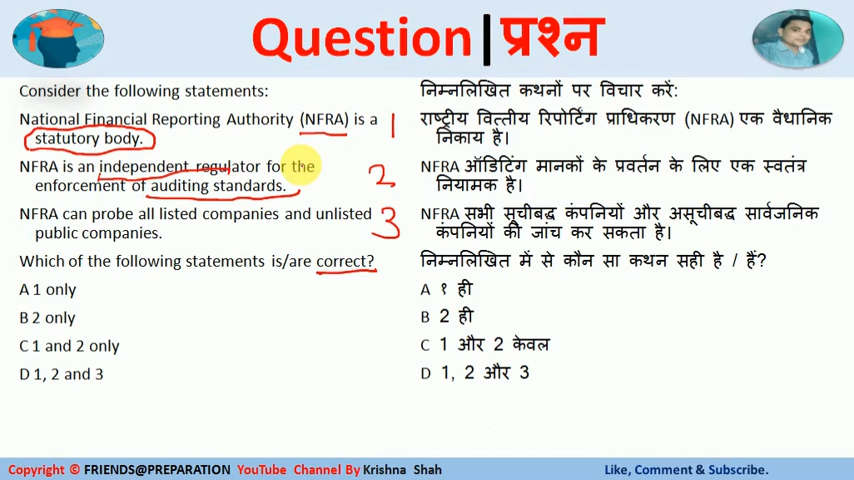 Question|प्रश्न
Consider the following statements:
National Financial Reporting Authority (NFRA) is a 1
statutory body.
NFRA is an independent regulator for the
enforcement of auditing standards. 2
NFRA can probe all listed companies and unlisted 3
public companies.
Which of the following statements is/are correct?
A 1 only
B 2 only
C 1 and 2 only
D 1, 2 and 3
निम्नलिखित कथनों पर विचार करें:
राष्ट्रीय वित्तीय रिपोर्टिंग प्राधिकरण (NFRA) एक वैधानिक
निकाय है।
NFRA ऑडिटिंग मानकों के प्रवर्तन के लिए एक स्वतंत्र
नियामक है।
NFRA सभी सूचीबद्ध कंपनियों और असूचीबद्ध सार्वजनिक
कंपनियों की जांच कर सकता है।
निम्नलिखित में से कौन सा कथन सही है / हैं?
A १ ही
B 2 ही
C 1 और 2 केवल
D 1, 2 और 3
Copyright © FRIENDS@PREPARATION YouTube Channel By Krishna Shah Like, Comment & Subscribe.